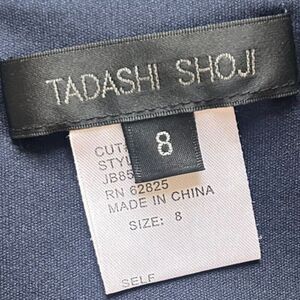 TADASHI SHOJI
8
CUT
STYL
JB85
RN 62825
MADE IN CHINA
SIZE: 8
SELF